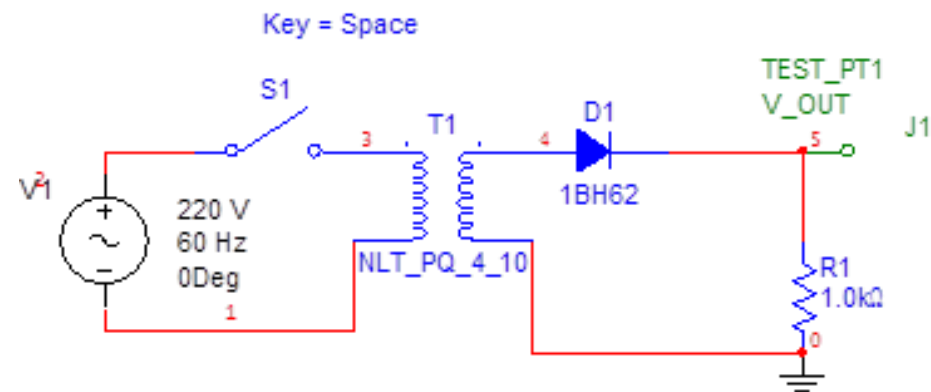 Key = Space
S1
TEST_PT1
V_OUT
J1
D1
T1
3
4
5
2
V1
220 V
60 Hz
0Deg
1BH62
NLT_PQ_4_10
R1
1.0kΩ
1
0